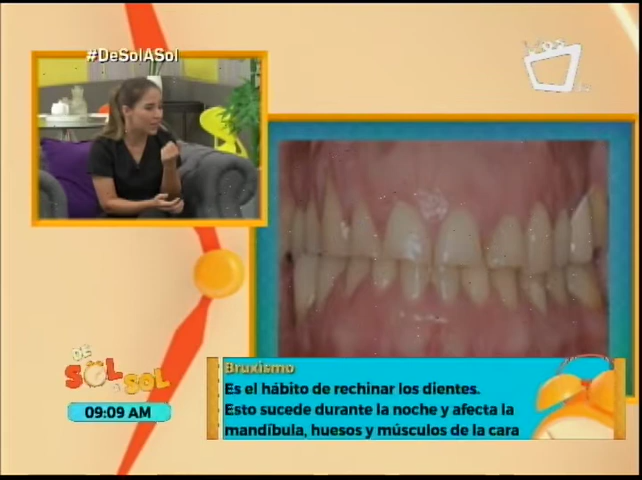 #DeSolASol
DE
SOL
A SOL
09:09 AM
Bruxismo
Es el hábito de rechinar los dientes.
Esto sucede durante la noche y afecta la
mandíbula, huesos y músculos de la cara